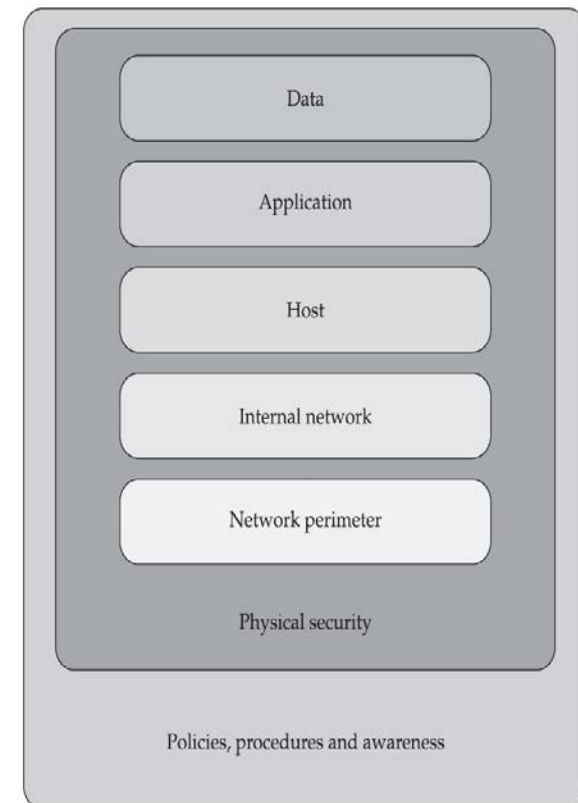 Data
Application
Host
Internal network
Network perimeter
Physical security
Policies, procedures and awareness